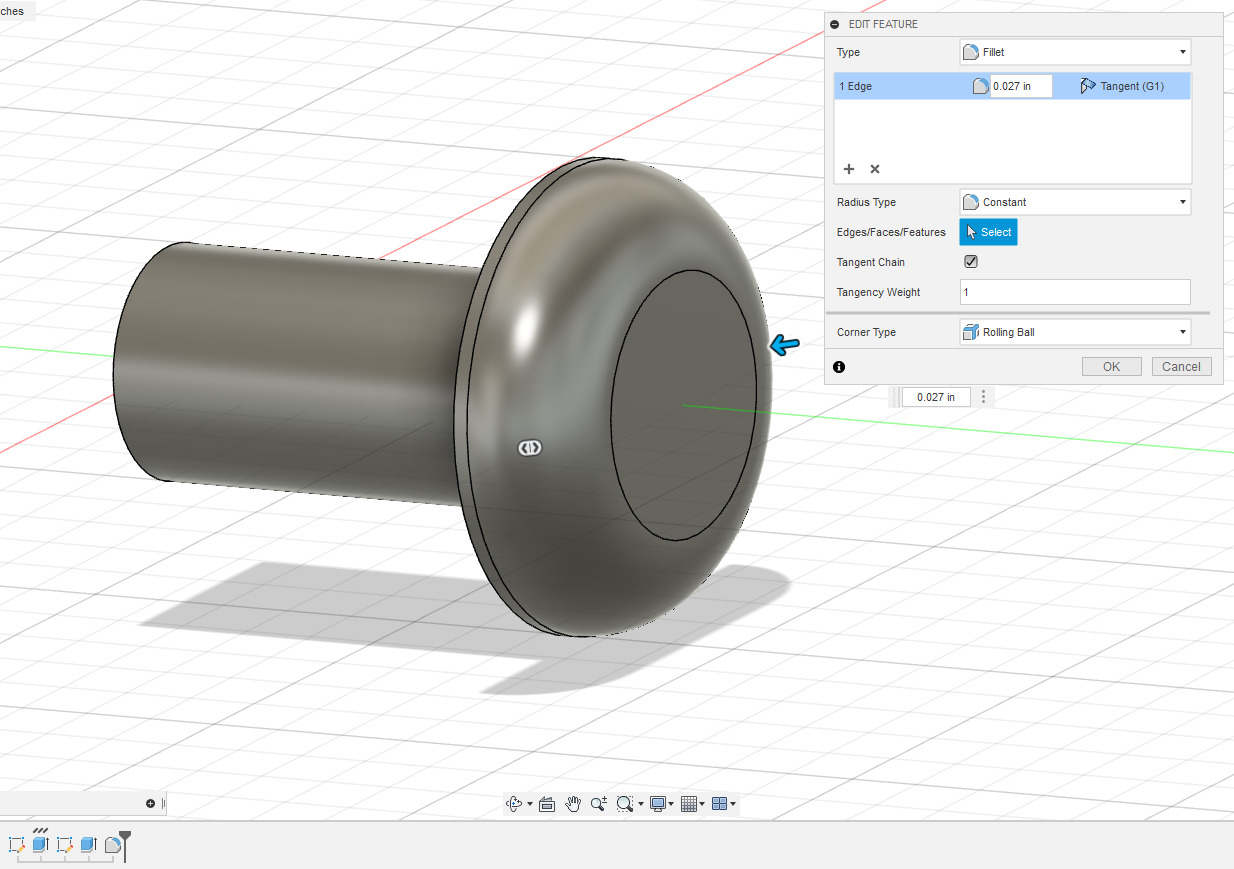 ches
EDIT FEATURE
Type Fillet
1 Edge 0.027 in Tangent (G1)
Radius Type Constant
Edges/Faces/Features Select
Tangent Chain
Tangency Weight 1
Corner Type Rolling Ball
OK Cancel
0.027 in